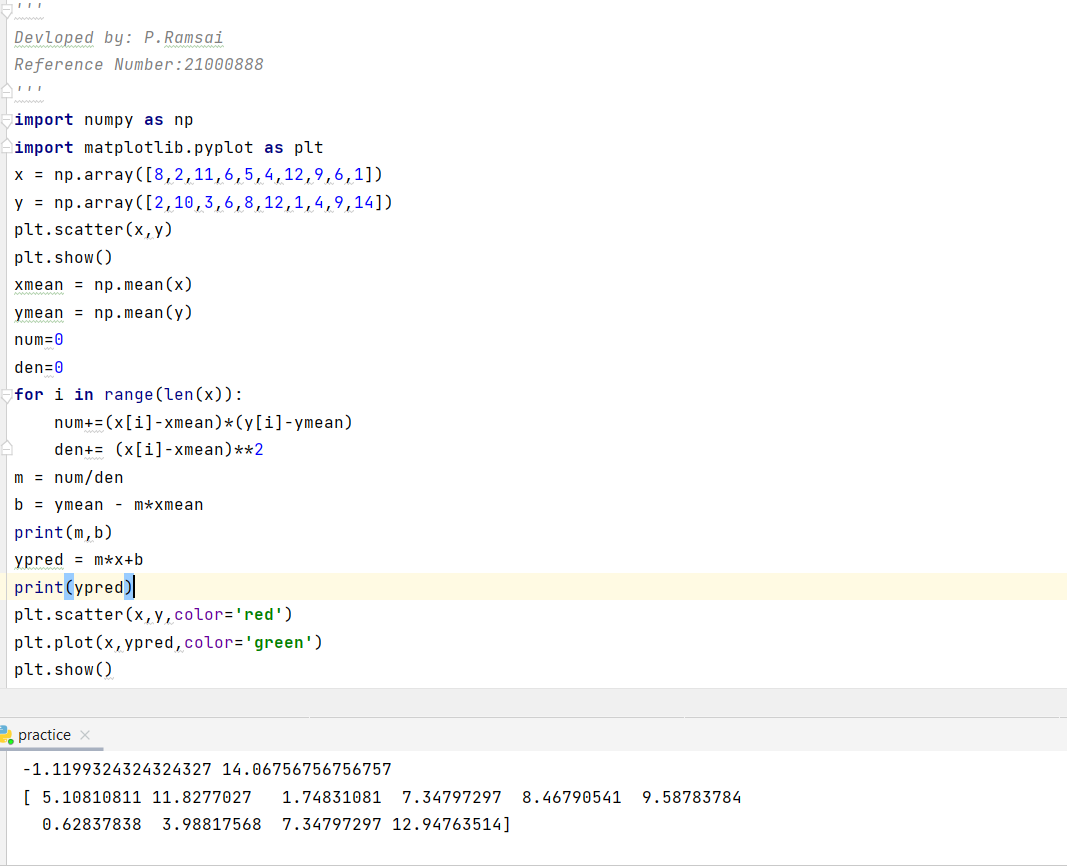 '''
Devloped by: P.Ramsai
Reference Number:21000888
'''
import numpy as np
import matplotlib.pyplot as plt
x = np.array([8,2,11,6,5,4,12,9,6,1])
y = np.array([2,10,3,6,8,12,1,4,9,14])
plt.scatter(x,y)
plt.show()
xmean = np.mean(x)
ymean = np.mean(y)
num=0
den=0
for i in range(len(x)):
    num+=(x[i]-xmean)*(y[i]-ymean)
    den+= (x[i]-xmean)**2
m = num/den
b = ymean - m*xmean
print(m,b)
ypred = m*x+b
print(ypred)
plt.scatter(x,y,color='red')
plt.plot(x,ypred,color='green')
plt.show()
practice
-1.1199324324324327 14.06756756756757
[ 5.10810811 11.8277027   1.74831081  7.34797297  8.46790541  9.58783784
  0.62837838  3.98817568  7.34797297 12.94763514]